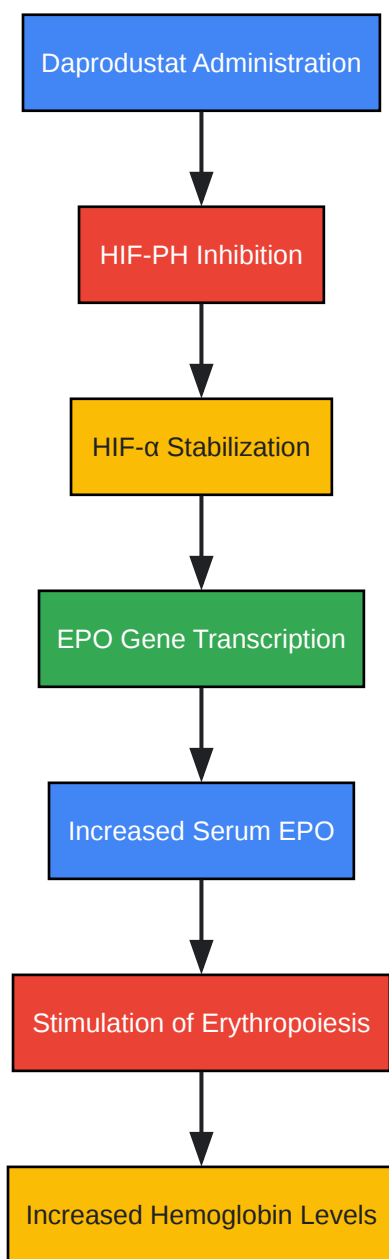 Daprodustat Administration
HIF-PH Inhibition
HIF-α Stabilization
EPO Gene Transcription
Increased Serum EPO
Stimulation of Erythropoiesis
Increased Hemoglobin Levels